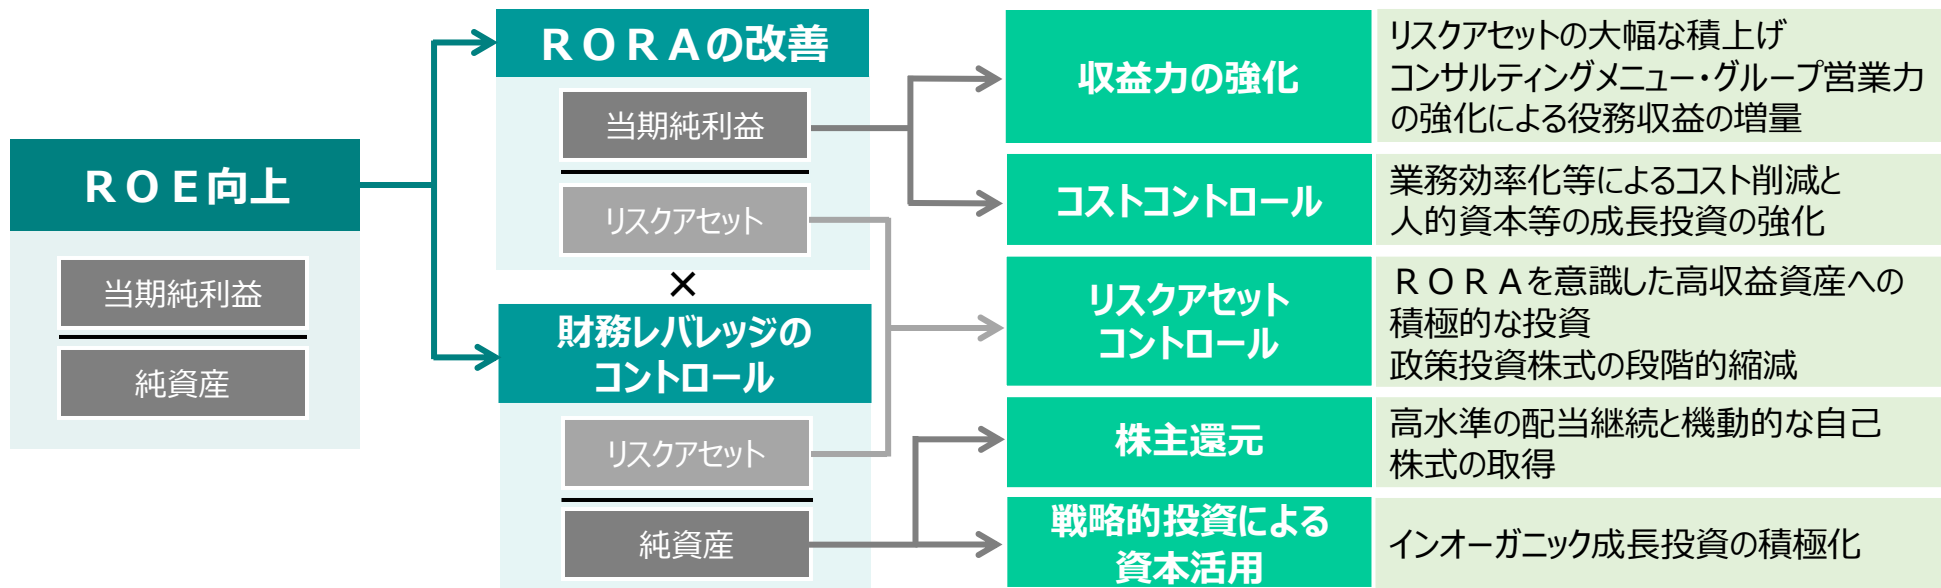 ＲＯＥ向上
当期純利益
純資産
ＲＯＲＡの改善
当期純利益
リスクアセット
×
財務レバレッジの
コントロール
リスクアセット
純資産
収益力の強化
リスクアセットの大幅な積上げ
コンサルティングメニュー・グループ営業力
の強化による役務収益の増量
コストコントロール
業務効率化等によるコスト削減と
人的資本等の成長投資の強化
リスクアセット
コントロール
ＲＯＲＡを意識した高収益資産への
積極的な投資
政策投資株式の段階的縮減
株主還元
高水準の配当継続と機動的な自己
株式の取得
戦略的投資による
資本活用
インオーガニック成長投資の積極化